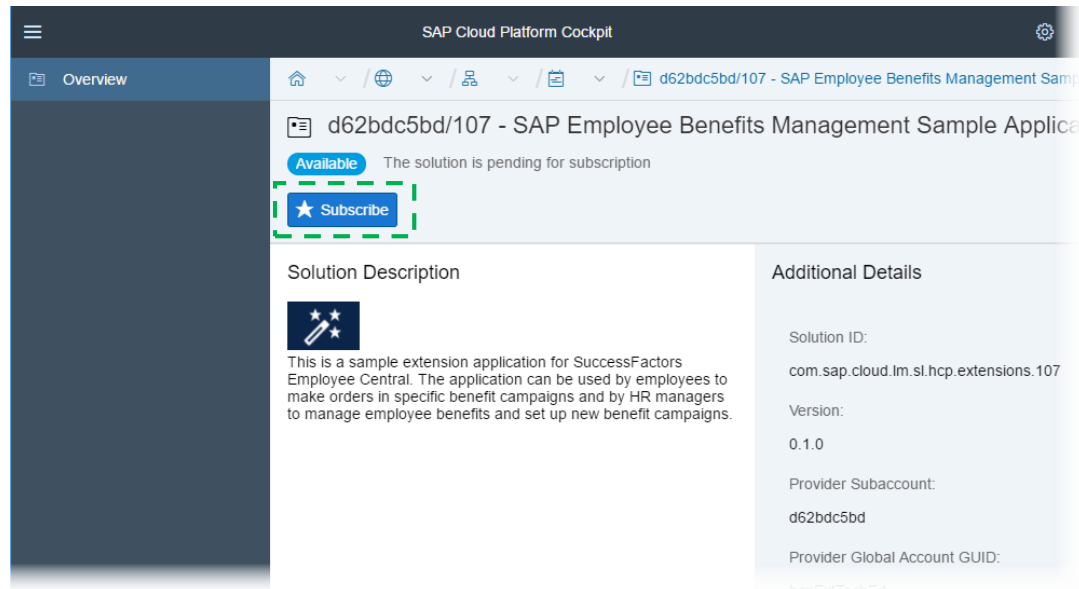 SAP Cloud Platform Cockpit
Overview
/ / / / d62bdc5bd/107 - SAP Employee Benefits Management Samp
d62bdc5bd/107 - SAP Employee Benefits Management Sample Applica
Available The solution is pending for subscription
Subscribe
Solution Description
This is a sample extension application for SuccessFactors
Employee Central. The application can be used by employees to
make orders in specific benefit campaigns and by HR managers
to manage employee benefits and set up new benefit campaigns.
Additional Details
Solution ID:
com.sap.cloud.lm.sl.hcp.extensions.107
Version:
0.1.0
Provider Subaccount:
d62bdc5bd
Provider Global Account GUID: